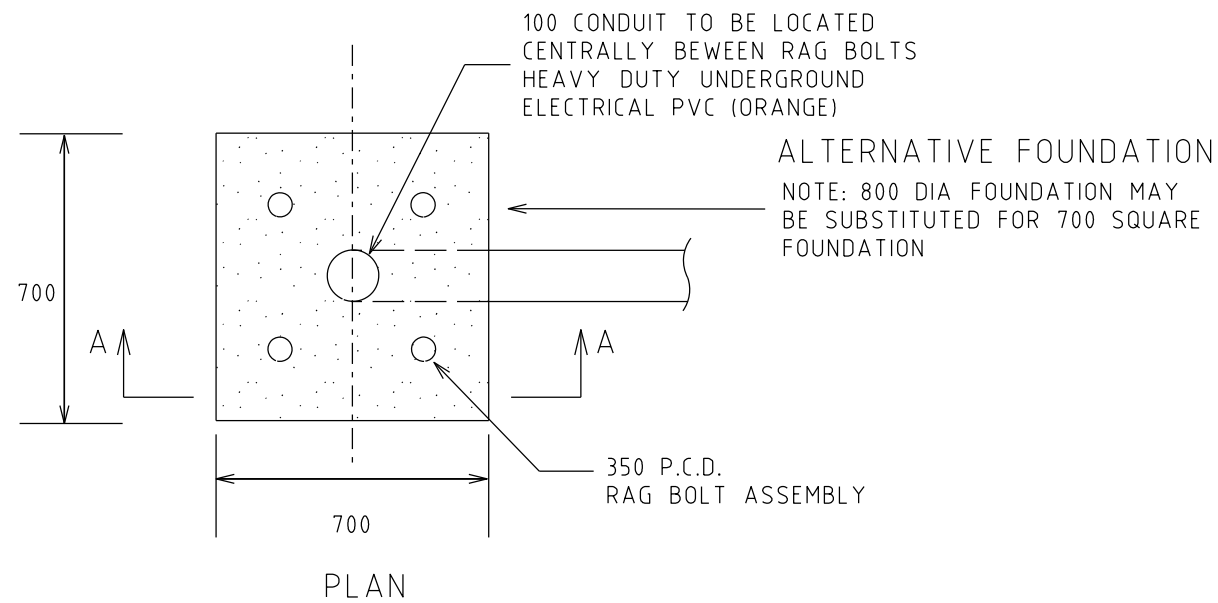 100 CONDUIT TO BE LOCATED
CENTRALLY BEWEEN RAG BOLTS
HEAVY DUTY UNDERGROUND
ELECTRICAL PVC (ORANGE)
ALTERNATIVE FOUNDATION
NOTE: 800 DIA FOUNDATION MAY
BE SUBSTITUTED FOR 700 SQUARE
FOUNDATION
700
A
A
350 P.C.D.
RAG BOLT ASSEMBLY
700
PLAN